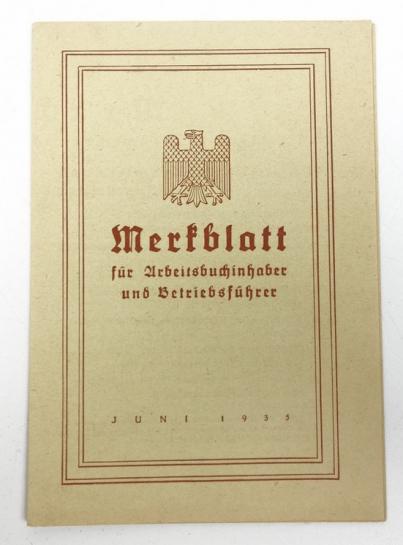 Merkblatt
für Arbeitsbuchinhaber
und Betriebsführer
JUNI 1935